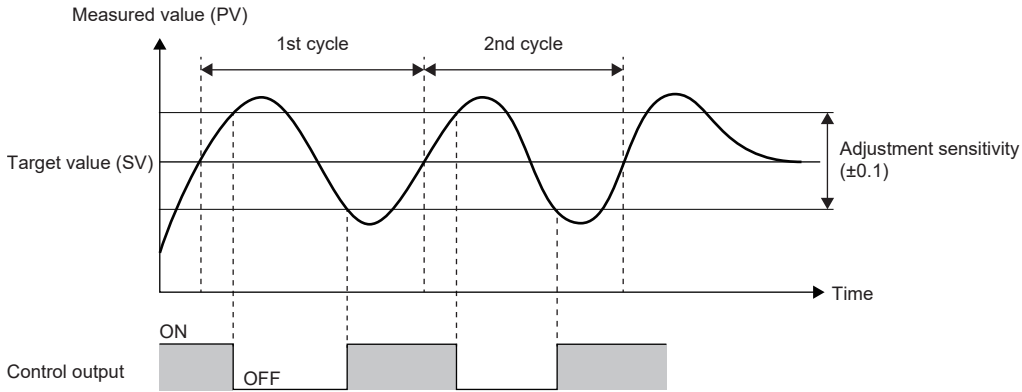 Measured value (PV)
1st cycle
2nd cycle
Target value (SV)
Adjustment sensitivity
(±0.1)
Time
ON
OFF
Control output